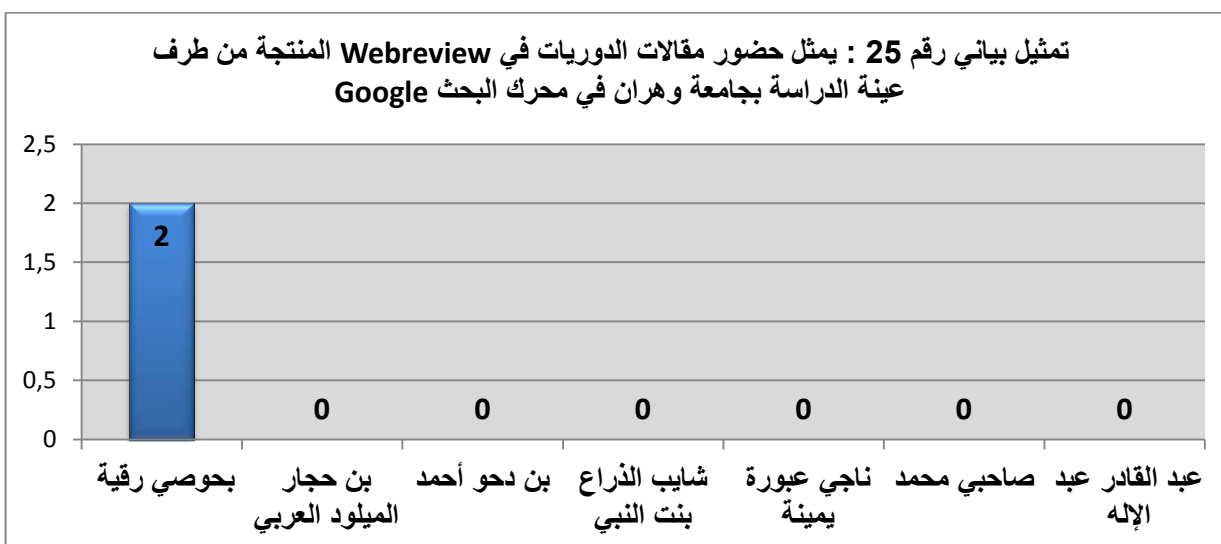 تمثيل بياني رقم 25 : يمثل حضور مقالات الدوريات في Webreview المنتجة من طرف
عينة الدراسة بجامعة وهران في محرك البحث Google
2,5
2
1,5
1
0,5
0
2
0
0
0
0
0
0
بحوصي رقية
بن حجار
الميلود العربي
بن دحو أحمد
شايب الذراع
بنت النبي
ناجي عبورة
يمينة
صاحبي محمد
عبد القادر عبد
الإله